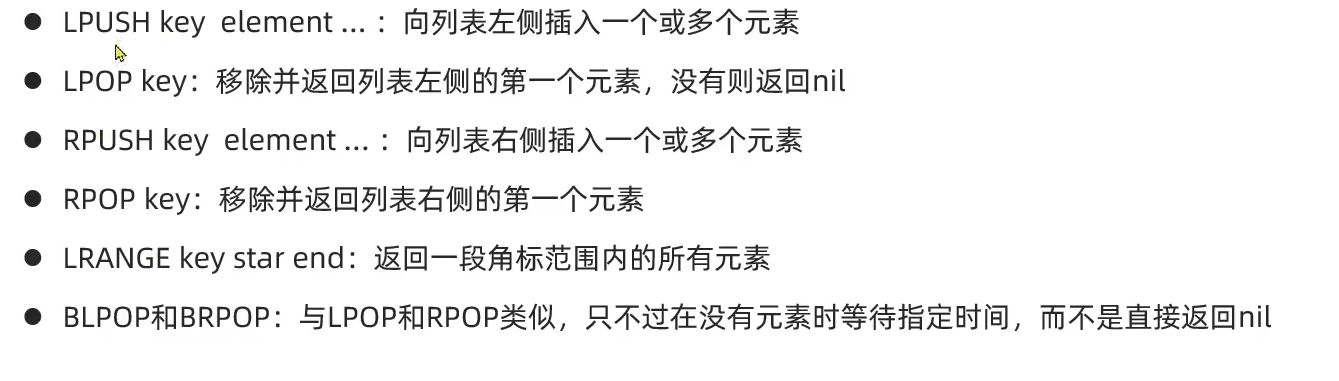 ● LPUSH key  element ... ：向列表左侧插入一个或多个元素
● LPOP key：移除并返回列表左侧的第一个元素，没有则返回nil
● RPUSH key  element ... ：向列表右侧插入一个或多个元素
● RPOP key：移除并返回列表右侧的第一个元素
● LRANGE key star end：返回一段角标范围内的所有元素
● BLPOP和BRPOP：与LPOP和RPOP类似，只不过在没有元素时等待指定时间，而不是直接返回nil